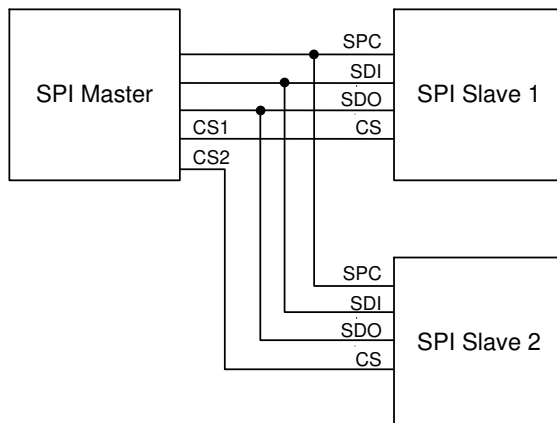 SPC
SDI
SPI Master
SDO
SPI Slave 1
CS1
CS
CS2
SPC
SDI
SDO
SPI Slave 2
CS